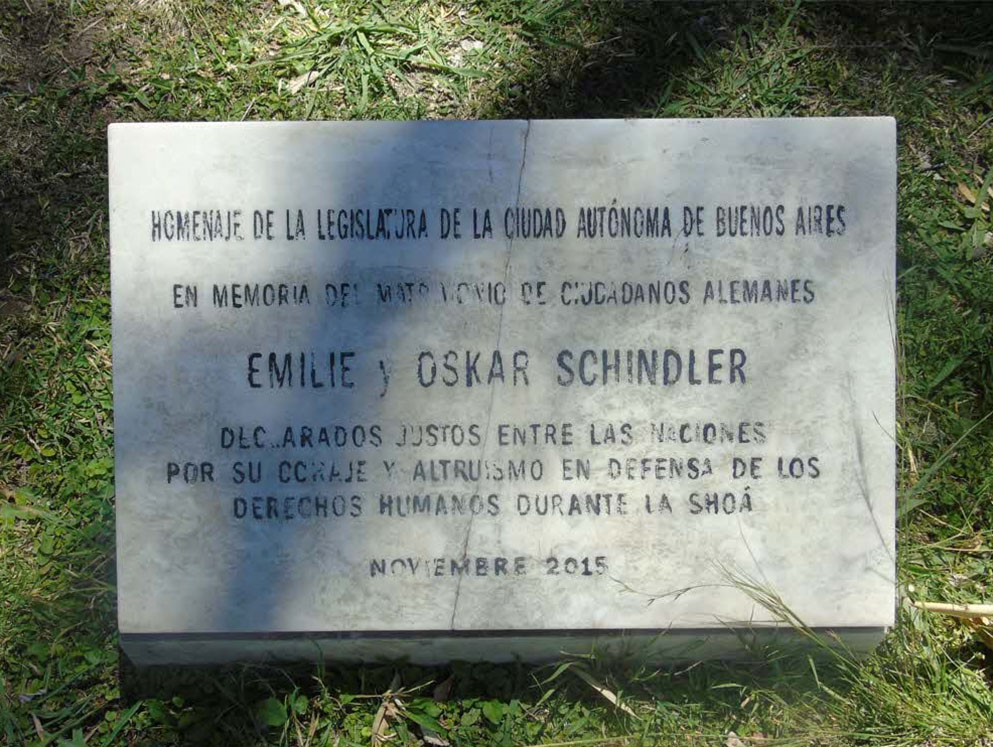 HOMENAJE DE LA LEGISLATURA DE LA CIUDAD AUTÓNOMA DE BUENOS AIRES
EN MEMORIA DEL MATRIMONIO DE CIUDADANOS ALEMANES
EMILIE y OSKAR SCHINDLER
DECLARADOS JUSTOS ENTRE LAS NACIONES
POR SU CORAJE Y ALTRUISMO EN DEFENSA DE LOS
DERECHOS HUMANOS DURANTE LA SHOÁ
NOVIEMBRE 2015